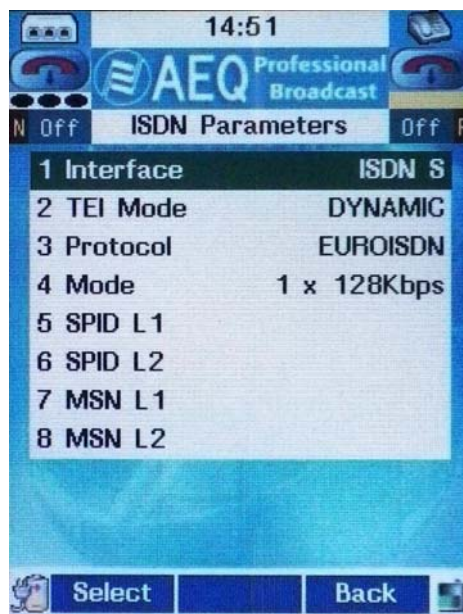 14:51
AEQ Professional Broadcast
N Off ISDN Parameters Off
1 Interface ISDN S
2 TEI Mode DYNAMIC
3 Protocol EUROISDN
4 Mode 1 x 128Kbps
5 SPID L1
6 SPID L2
7 MSN L1
8 MSN L2
Select Back